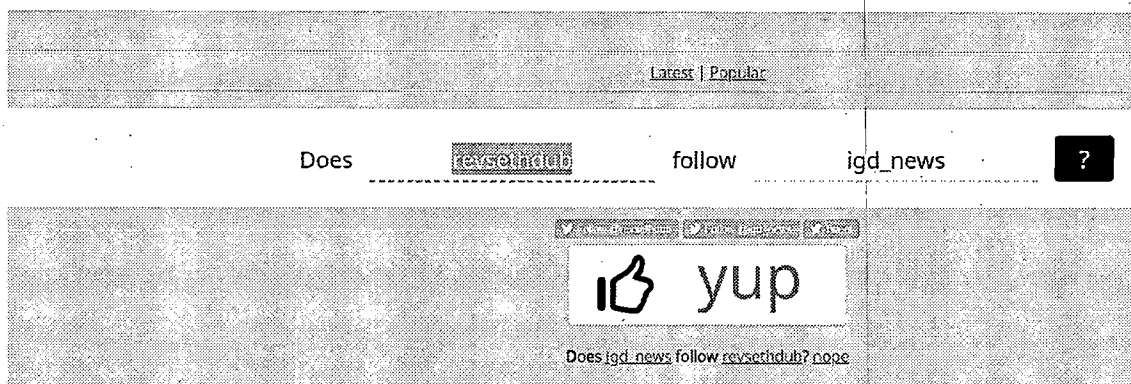 Latest | Popular
Does revsethdub follow igd_news ?
yup
Does igd_news follow revsethdub? nope